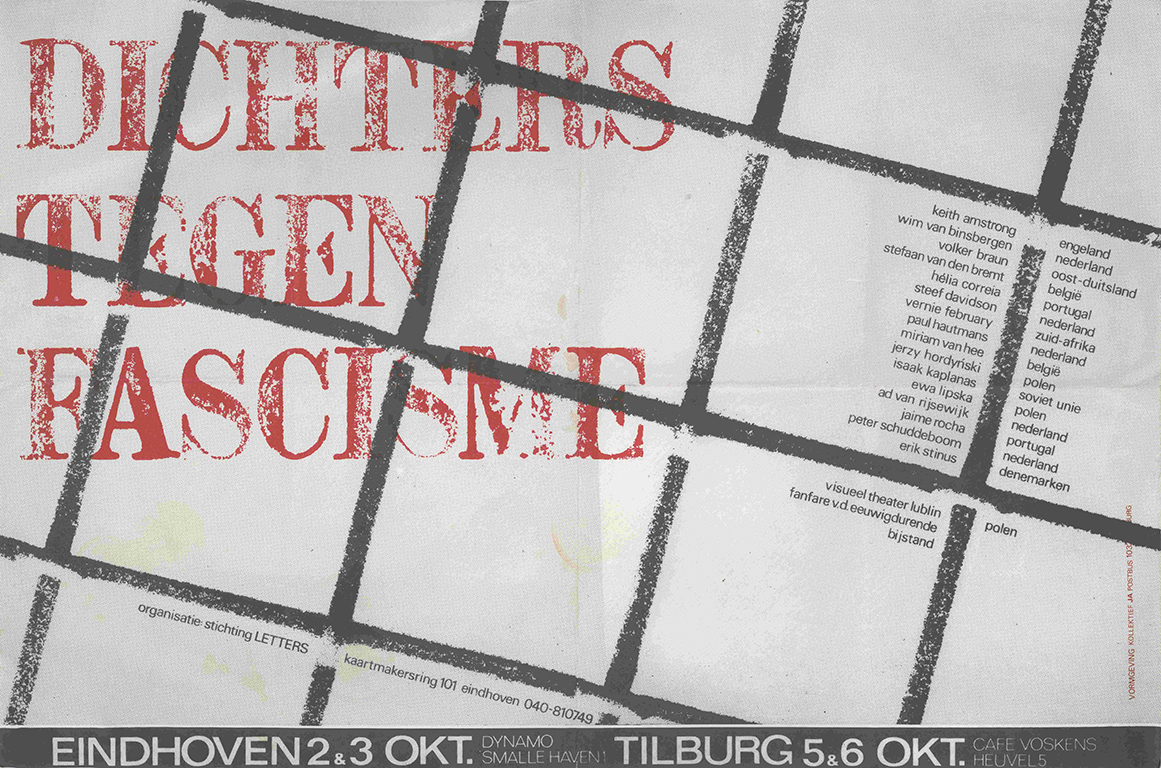 DICHTERS
TEGEN
FASCISME
keith amstrong engeland
wim van binsbergen nederland
volker braun oost-duitsland
stefaan van den bremt belgië
hélia correia portugal
steef davidson nederland
vernie february zuid-afrika
paul hautmans nederland
miriam van hee belgië
jerzy hordyński polen
isaak kaplanas soviet unie
ewa lipska polen
ad van rijsewijk nederland
jaime rocha portugal
peter schuddeboom nederland
erik stinus denemarken
visueel theater lublin polen
fanfare v.d. eeuwigdurende
bijstand
organisatie: stichting LETTERS
kaartmakersring 101 eindhoven 040-810749
VORMGEVING KOLLEKTIEF JA POSTBUS 103
EINDHOVEN 2 & 3 OKT. DYNAMO
SMALLE HAVEN 1
TILBURG 5 & 6 OKT. CAFE VOSKENS
HEUVEL 5